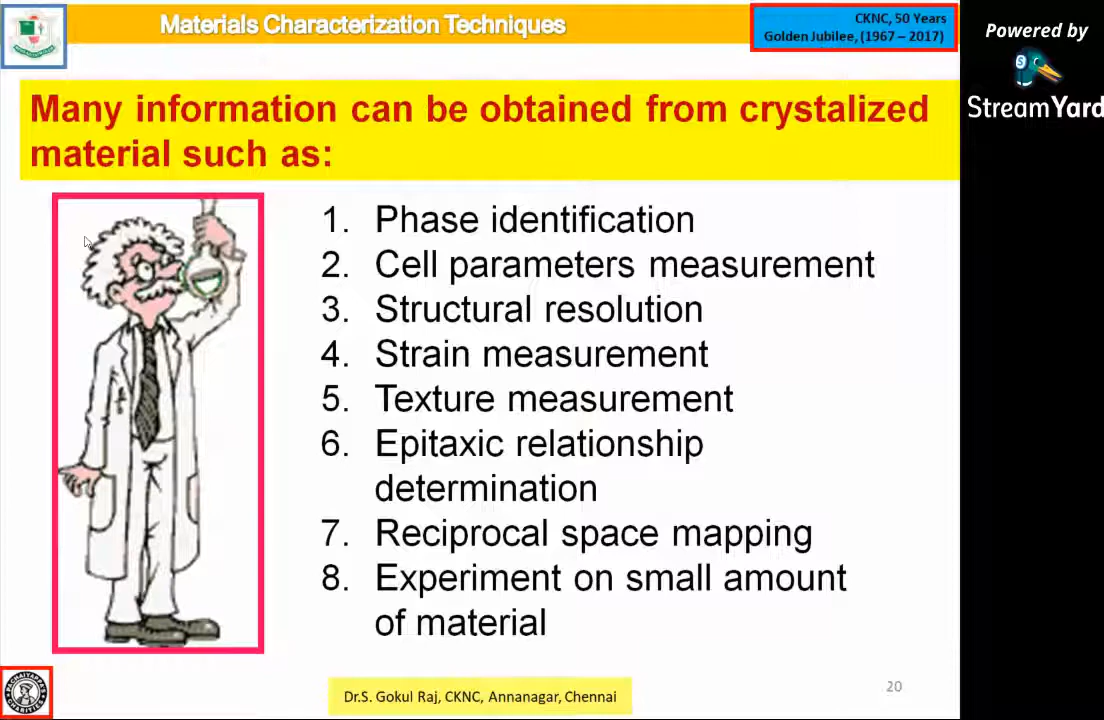 Materials Characterization Techniques
CKNC, 50 Years
Golden Jubilee, (1967 – 2017)
Powered by
S
StreamYard
Many information can be obtained from crystalized
material such as:
1. Phase identification
2. Cell parameters measurement
3. Structural resolution
4. Strain measurement
5. Texture measurement
6. Epitaxic relationship
determination
7. Reciprocal space mapping
8. Experiment on small amount
of material
Dr.S. Gokul Raj, CKNC, Annanagar, Chennai
20